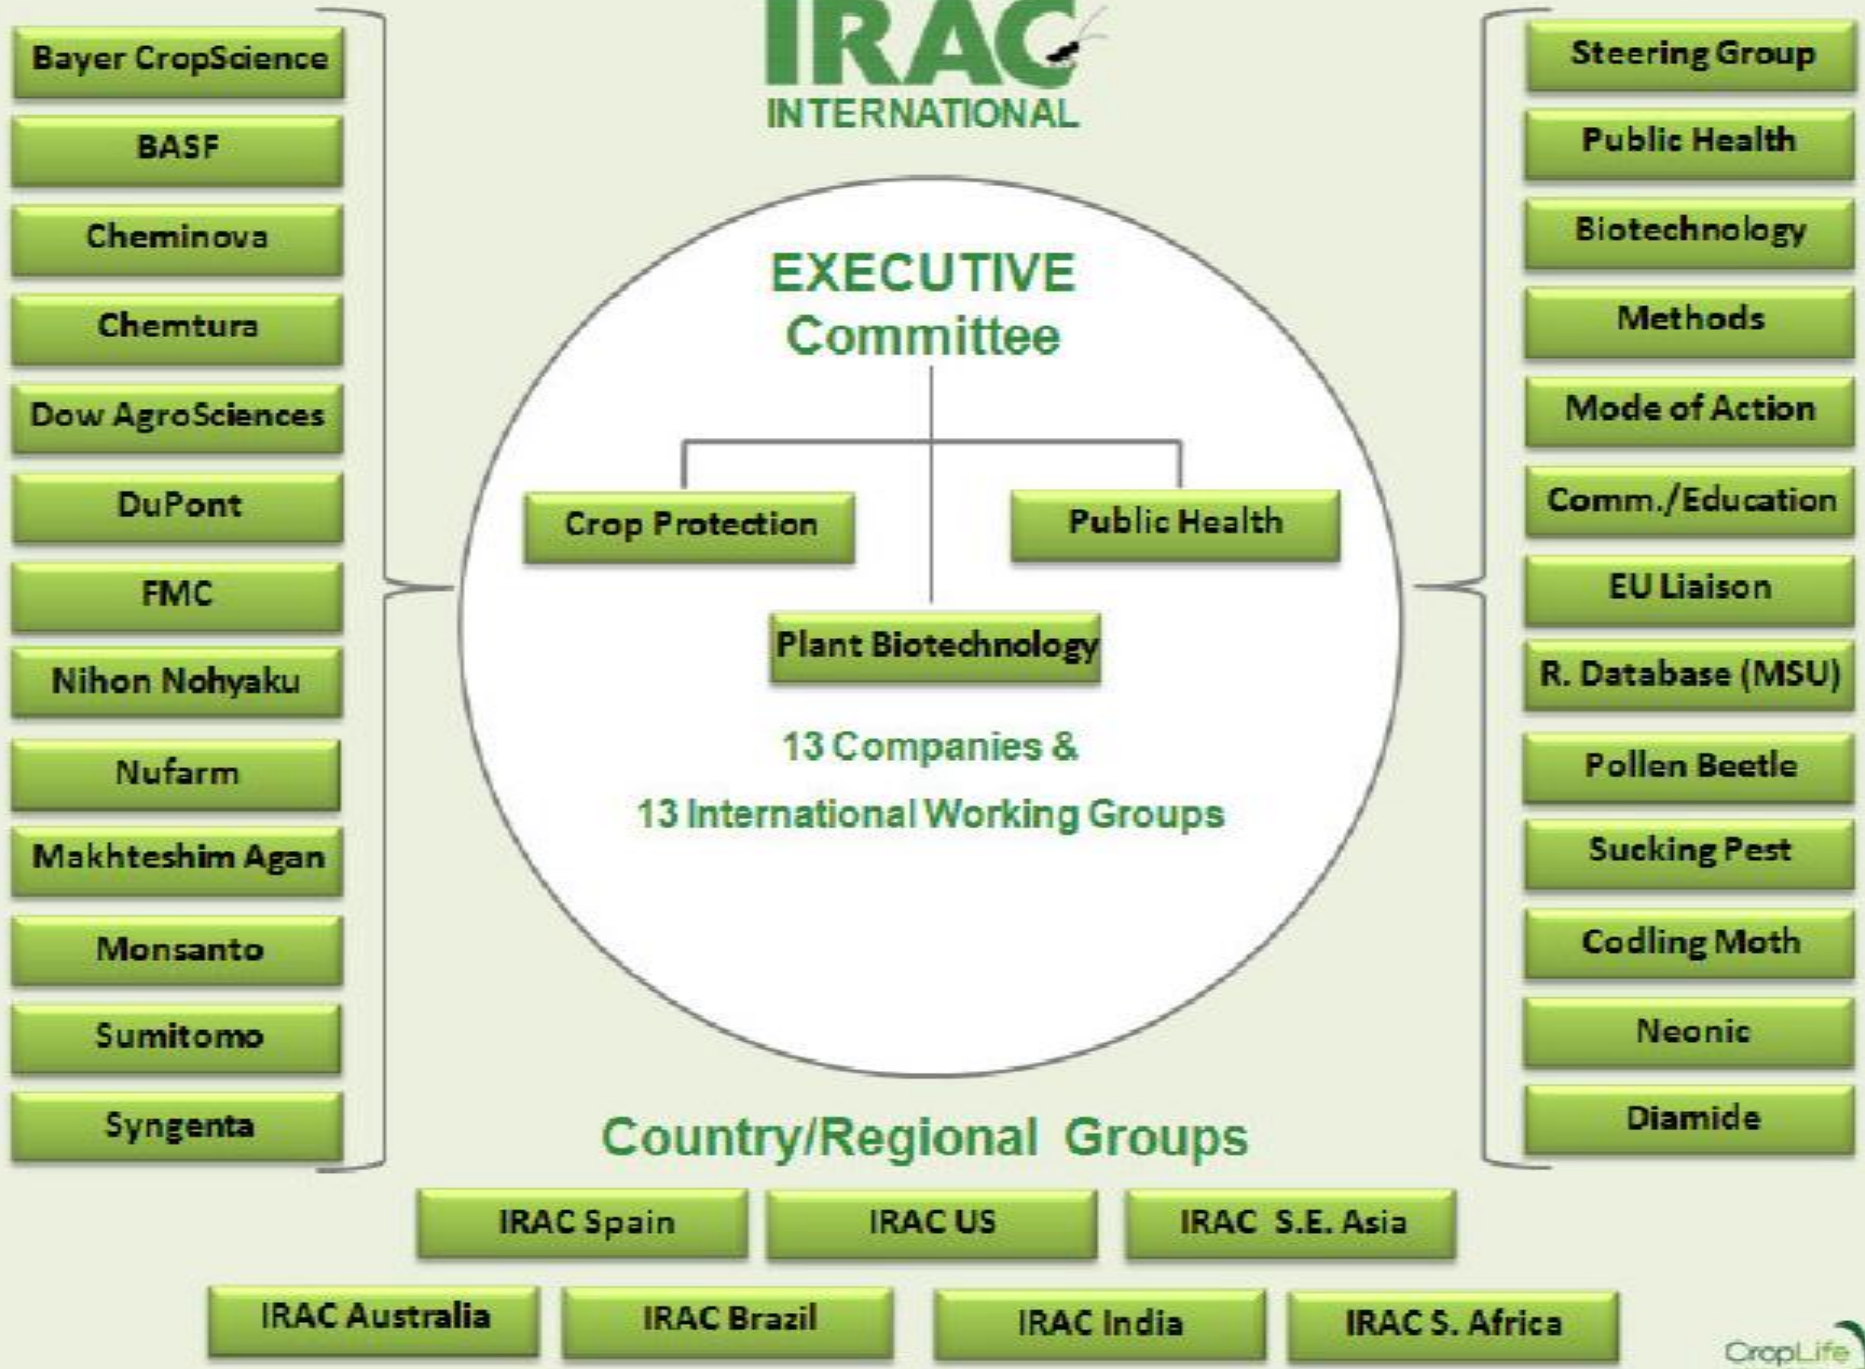 IRAC
INTERNATIONAL
Bayer CropScience
BASF
Cheminova
Chemtura
Dow AgroSciences
DuPont
FMC
Nihon Nohyaku
Nufarm
Makhteshim Agan
Monsanto
Sumitomo
Syngenta
EXECUTIVE
Committee
Crop Protection
Public Health
Plant Biotechnology
13 Companies &
13 International Working Groups
Steering Group
Public Health
Biotechnology
Methods
Mode of Action
Comm./Education
EU Liaison
R. Database (MSU)
Pollen Beetle
Sucking Pest
Codling Moth
Neonic
Diamide
Country/Regional Groups
IRAC Spain
IRAC US
IRAC S.E. Asia
IRAC Australia
IRAC Brazil
IRAC India
IRAC S. Africa
CropLife